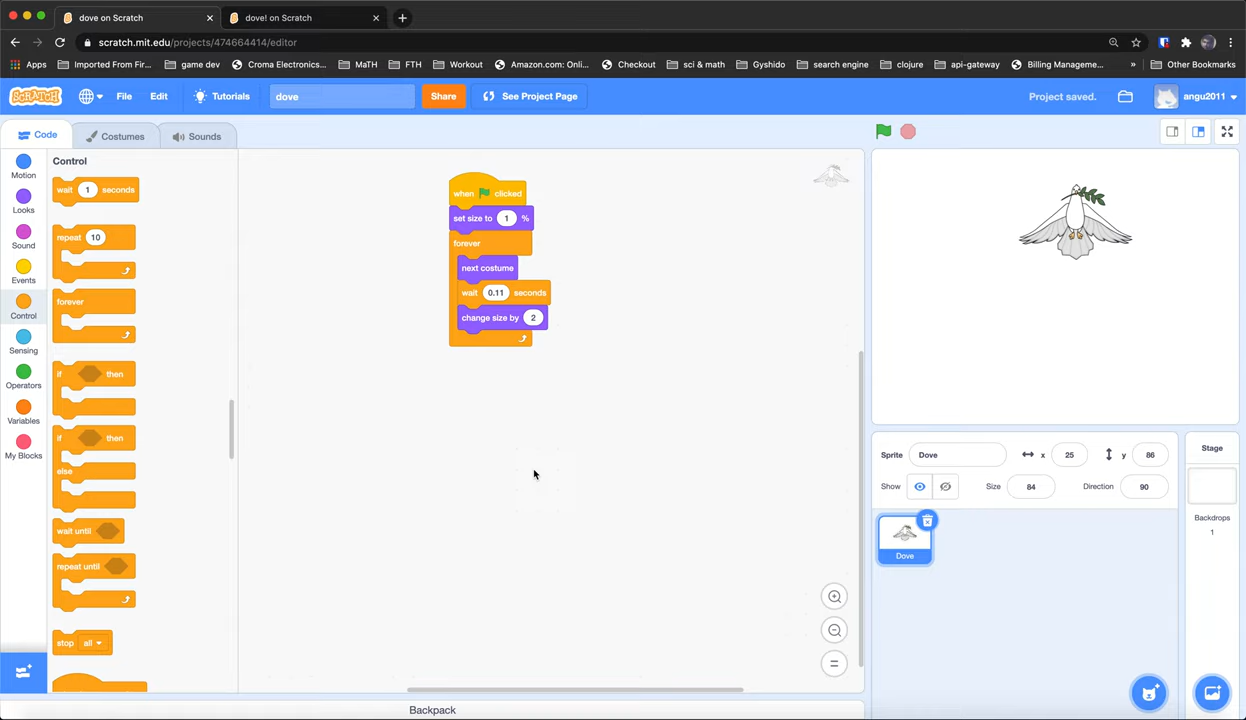 dove on Scratch
dove! on Scratch
scratch.mit.edu/projects/474664414/editor
Apps Imported From Fir... game dev Croma Electronics... MaTH FTH Workout Amazon.com: Onli... Checkout sci & math Gyshido search engine clojure api-gateway Billing Manageme... » Other Bookmarks
SCRATCH File Edit Tutorials dove Share See Project Page Project saved. angu2011
Code Costumes Sounds
Motion
Looks
Sound
Events
Control
Sensing
Operators
Variables
My Blocks
Control
wait 1 seconds
repeat 10
forever
if then
if then
else
wait until
repeat until
stop all
when clicked
set size to 1 %
forever
next costume
wait 0.11 seconds
change size by 2
Sprite Dove x 25 y 86
Show Size 84 Direction 90
Dove
Stage
Backdrops
1
Backpack